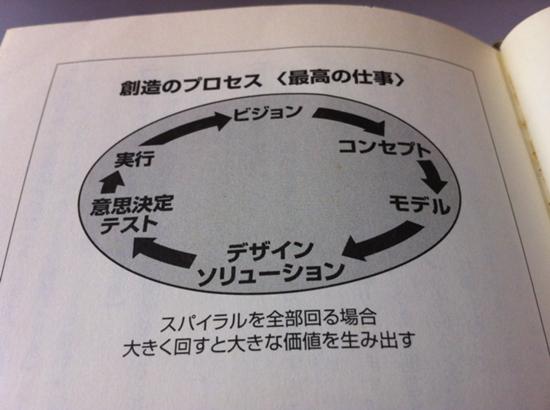 創造のプロセス〈最高の仕事〉
ビジョン
コンセプト
モデル
デザイン
ソリューション
意思決定
テスト
実行
スパイラルを全部回る場合
大きく回すと大きな価値を生み出す